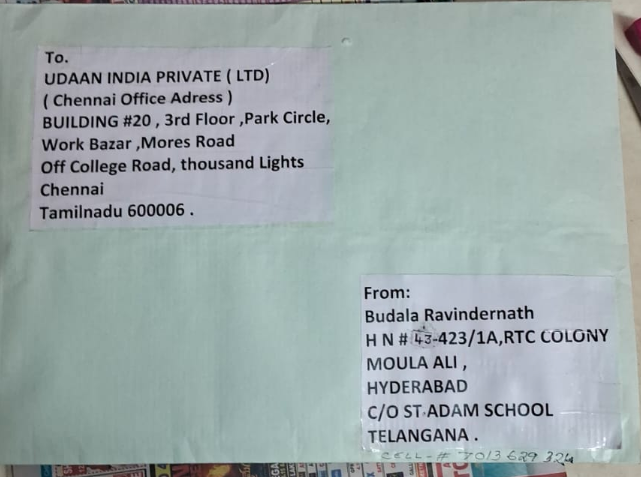 To.
UDAAN INDIA PRIVATE ( LTD)
( Chennai Office Adress )
BUILDING #20 , 3rd Floor ,Park Circle,
Work Bazar ,Mores Road
Off College Road, thousand Lights
Chennai
Tamilnadu 600006 .
From:
Budala Ravindernath
H N # 43-423/1A,RTC COLONY
MOULA ALI ,
HYDERABAD
C/O ST ADAM SCHOOL
TELANGANA .
CELL-# 7013629324